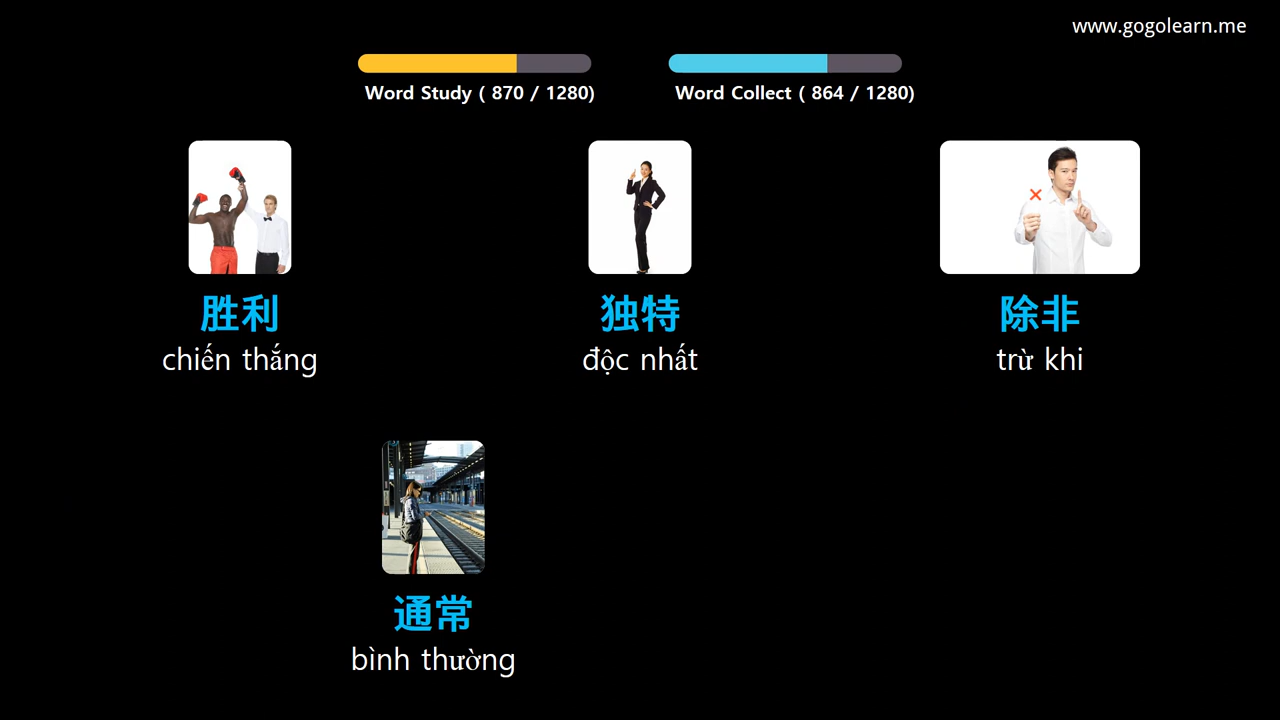 www.gogolearn.me
Word Study ( 870 / 1280)
Word Collect ( 864 / 1280)
胜利
chiến thắng
独特
độc nhất
除非
trừ khi
通常
bình thường